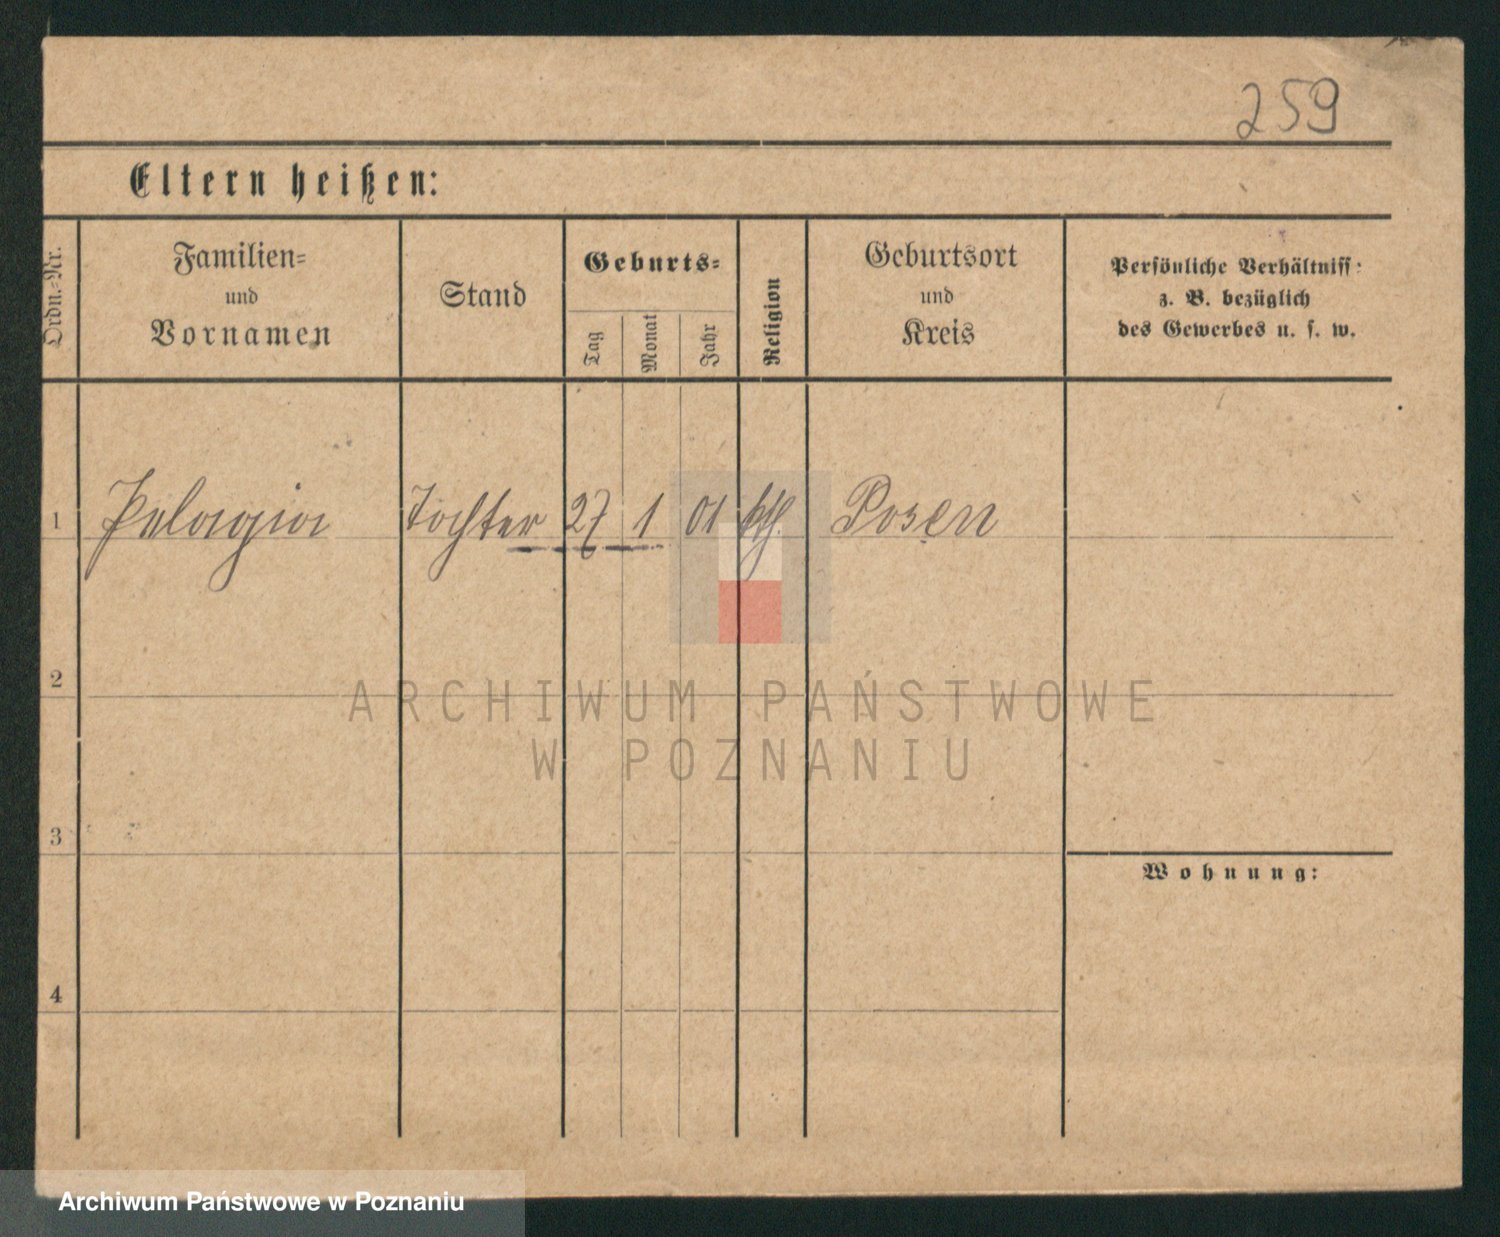 259
Eltern heißen:
Ordn.-Nr.
Familien-
und
Vornamen
Stand
Geburts-
Tag
Monat
Jahr
Religion
Geburtsort
und
Kreis
Persönliche Verhältniss
z. B. bezüglich
des Gewerbes u. s. w.
1 Pelagia Tochter 27 1 01 kth. Posen
2
ARCHIWUM PAŃSTWOWE
W POZNANIU
3
Wohnung:
4
Archiwum Państwowe w Poznaniu